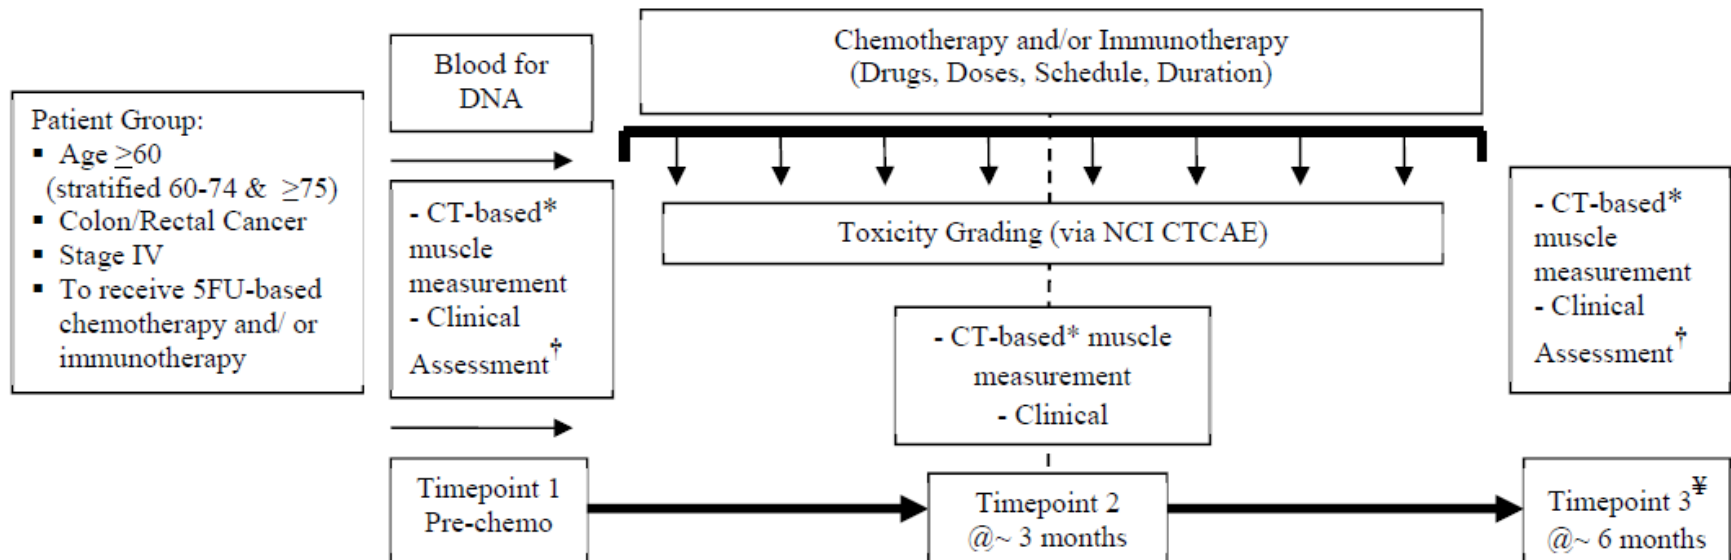 Patient Group:
▪ Age ≥60
(stratified 60-74 & ≥75)
▪ Colon/Rectal Cancer
▪ Stage IV
▪ To receive 5FU-based
chemotherapy and/ or
immunotherapy
Blood for
DNA
- CT-based*
muscle
measurement
- Clinical
Assessment†
Timepoint 1
Pre-chemo
Chemotherapy and/or Immunotherapy
(Drugs, Doses, Schedule, Duration)
Toxicity Grading (via NCI CTCAE)
- CT-based* muscle
measurement
- Clinical
Timepoint 2
@~ 3 months
- CT-based*
muscle
measurement
- Clinical
Assessment†
Timepoint 3¥
@~ 6 months